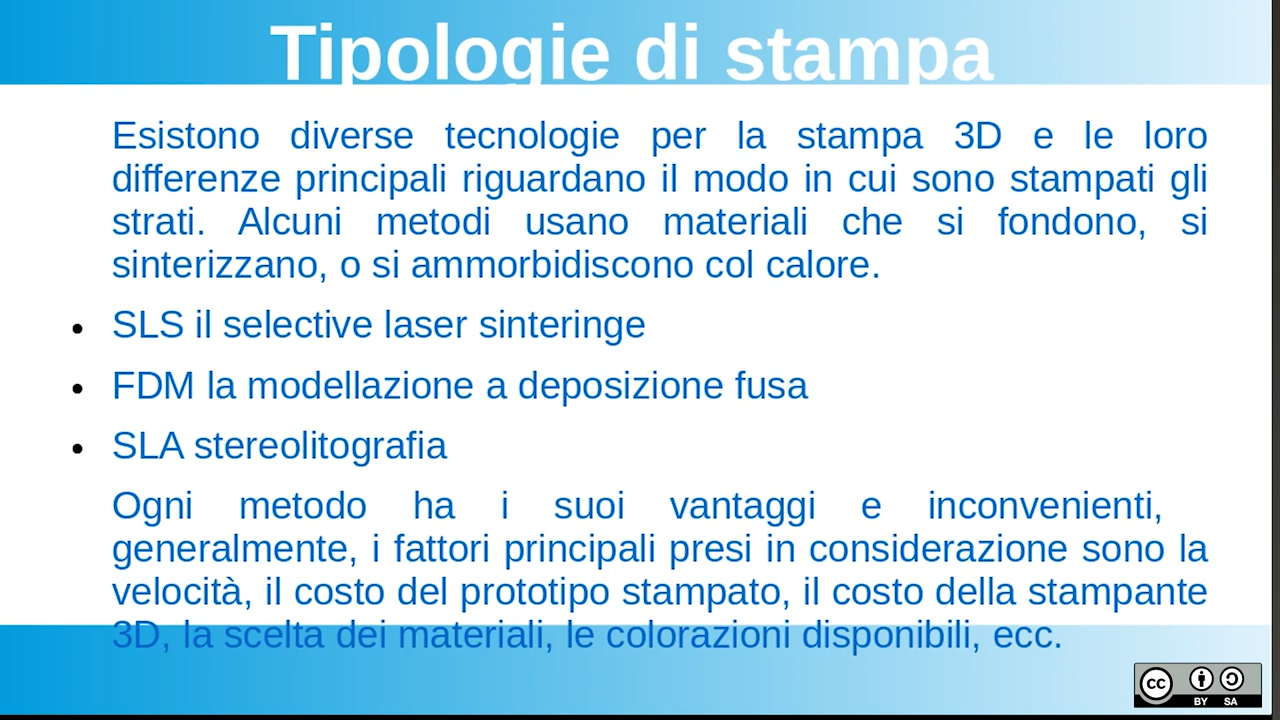 Tipologie di stampa
Esistono diverse tecnologie per la stampa 3D e le loro
differenze principali riguardano il modo in cui sono stampati gli
strati. Alcuni metodi usano materiali che si fondono, si
sinterizzano, o si ammorbidiscono col calore.
• SLS il selective laser sinteringe
• FDM la modellazione a deposizione fusa
• SLA stereolitografia
Ogni metodo ha i suoi vantaggi e inconvenienti,
generalmente, i fattori principali presi in considerazione sono la
velocità, il costo del prototipo stampato, il costo della stampante
3D, la scelta dei materiali, le colorazioni disponibili, ecc.
cc
BY SA